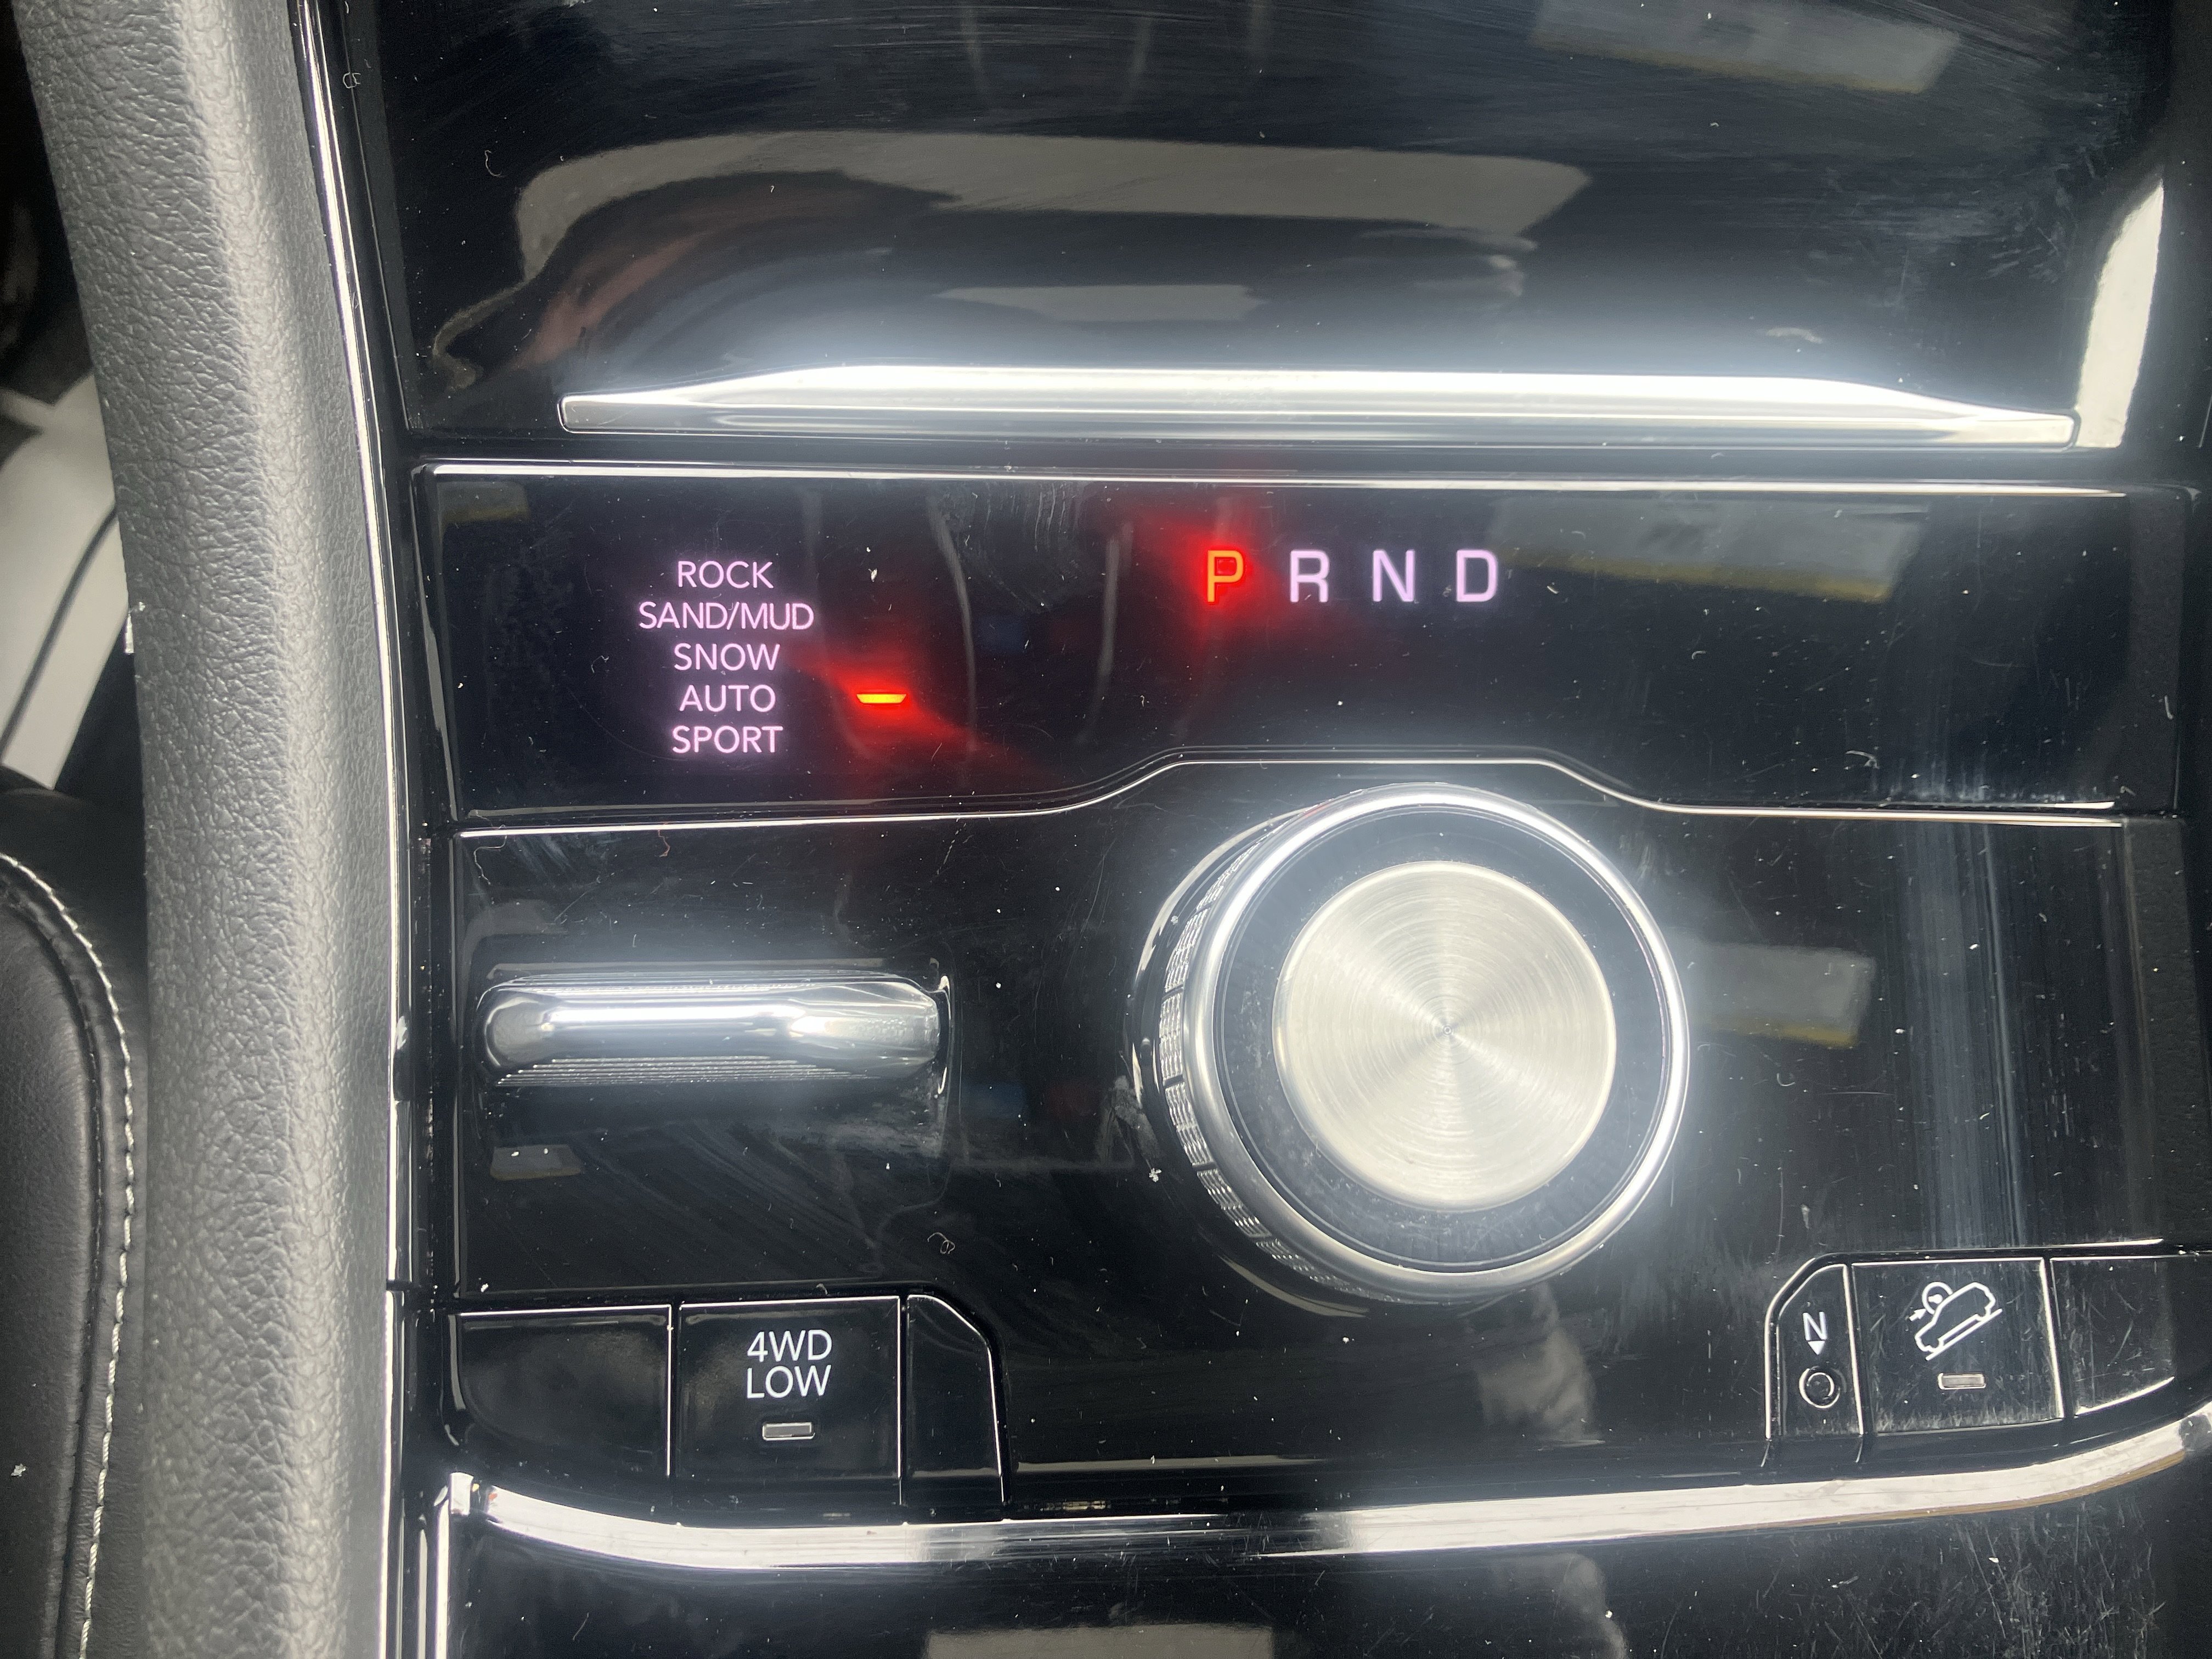 P R N D
ROCK
SAND/MUD
SNOW
AUTO
SPORT
4WD
LOW
N